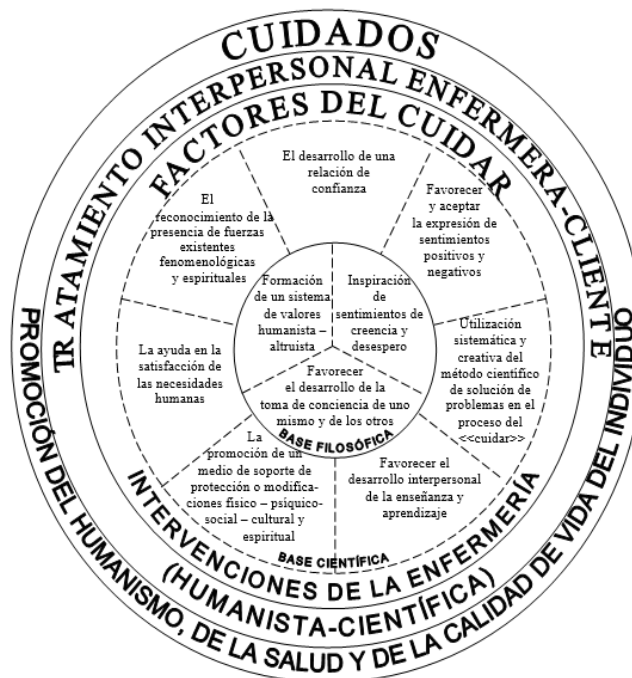 CUIDADOS
TRATAMIENTO INTERPERSONAL ENFERMERA-CLIENTE
FACTORES DEL CUIDAR
El desarrollo de una
relación de
confianza
El
reconocimiento de la
presencia de fuerzas
existentes
fenomenológicas
y espirituales
Favorecer
y aceptar
la expresión de
sentimientos
positivos y
negativos
Formación
de un sistema
de valores
humanista –
altruista
Inspiración
de
sentimientos de
creencia y
desespero
La ayuda en la
satisfacción de
las necesidades
humanas
Utilización
sistemática y
creativa del
método científico
de solución de
problemas en el
proceso del
<<cuidar>>
Favorecer
el desarrollo de la
toma de conciencia de uno
mismo y de los otros
BASE FILOSÓFICA
La
promoción de un
medio de soporte de
protección o modifica-
ciones físico – psíquico-
social – cultural y
espiritual
Favorecer el
desarrollo interpersonal
de la enseñanza y
aprendizaje
BASE CIENTÍFICA
INTERVENCIONES DE LA ENFERMERÍA
(HUMANISTA-CIENTÍFICA)
PROMOCIÓN DEL HUMANISMO, DE LA SALUD Y DE LA CALIDAD DE VIDA DEL INDIVIDUO